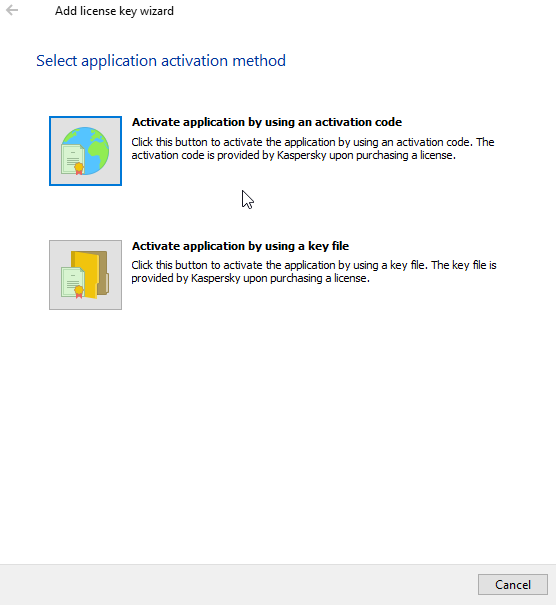 Add license key wizard
Select application activation method
Activate application by using an activation code
Click this button to activate the application by using an activation code. The
activation code is provided by Kaspersky upon purchasing a license.
Activate application by using a key file
Click this button to activate the application by using a key file. The key file is
provided by Kaspersky upon purchasing a license.
Cancel